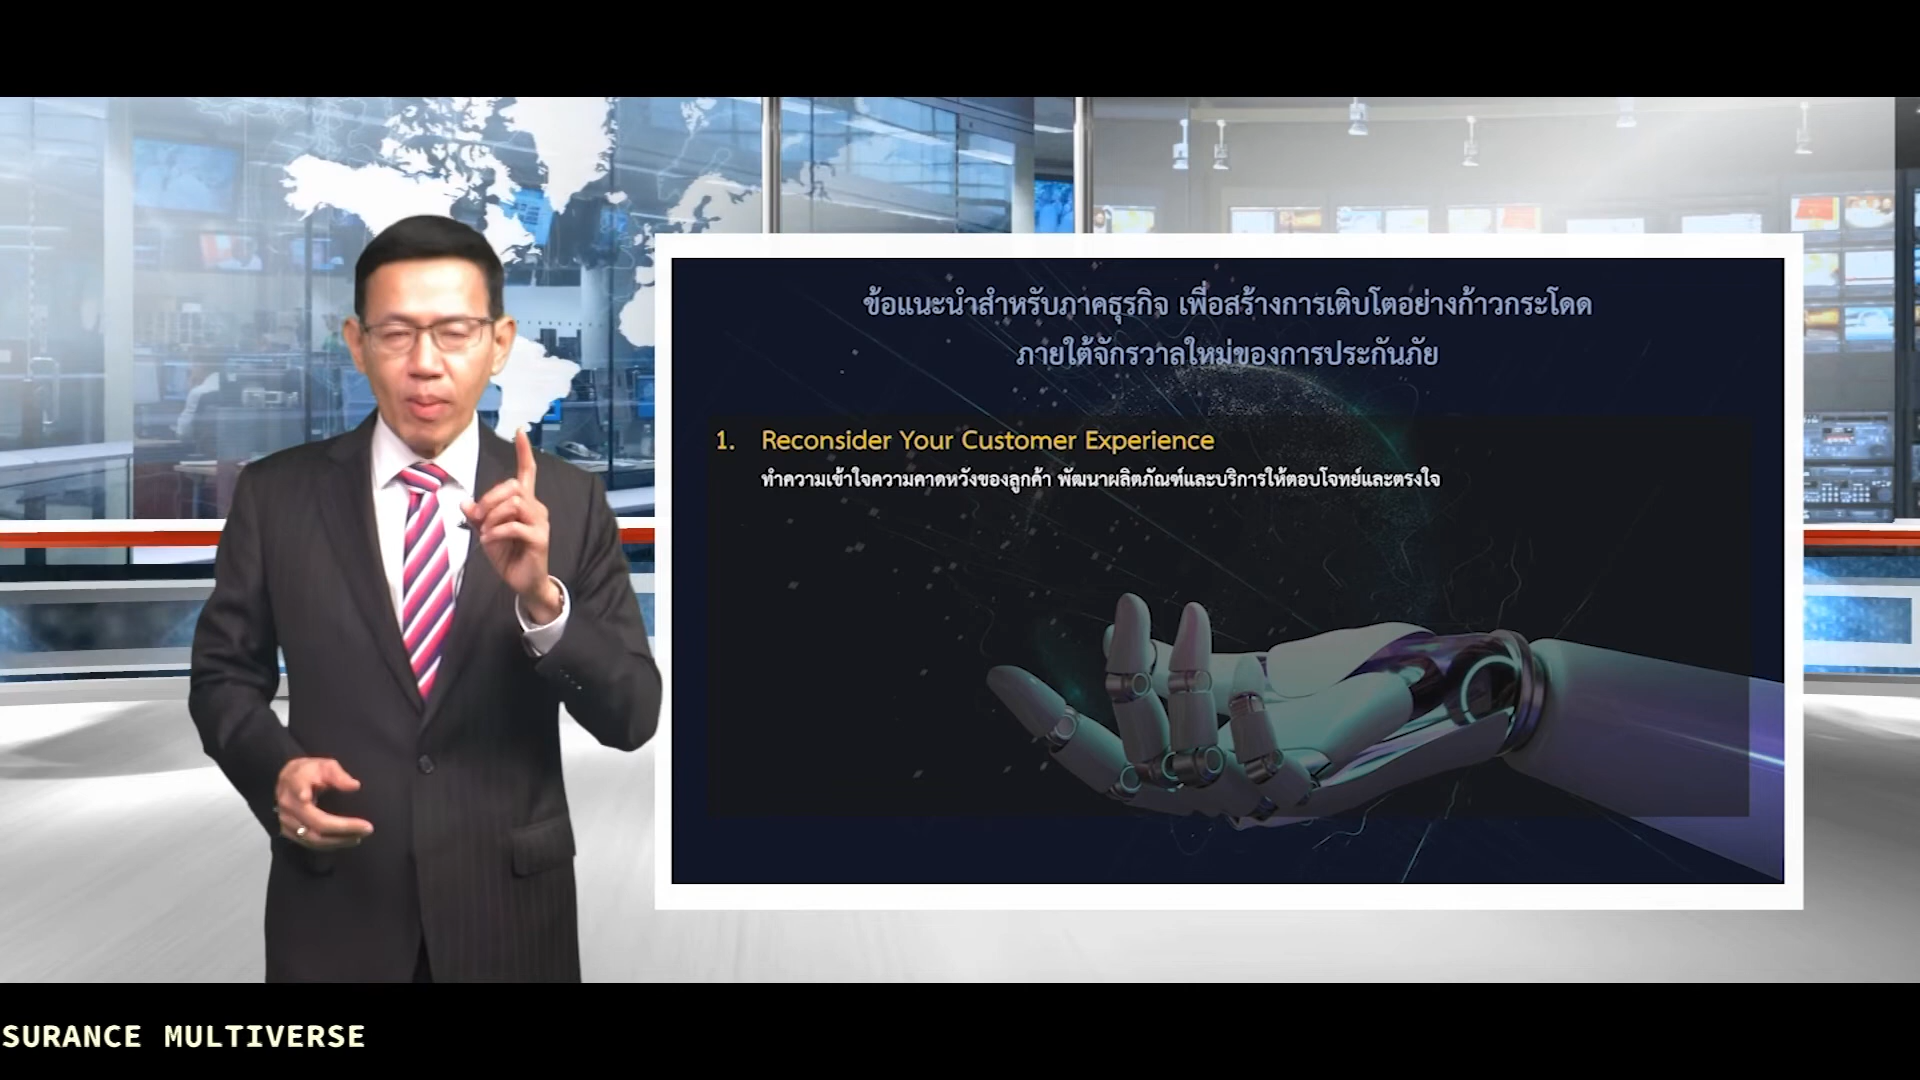 ข้อแนะนำสำหรับภาคธุรกิจ เพื่อสร้างการเติบโตอย่างก้าวกระโดด
ภายใต้จักรวาลใหม่ของการประกันภัย
1. Reconsider Your Customer Experience
ทำความเข้าใจความคาดหวังของลูกค้า พัฒนาผลิตภัณฑ์และบริการให้ตอบโจทย์และตรงใจ
SURANCE MULTIVERSE